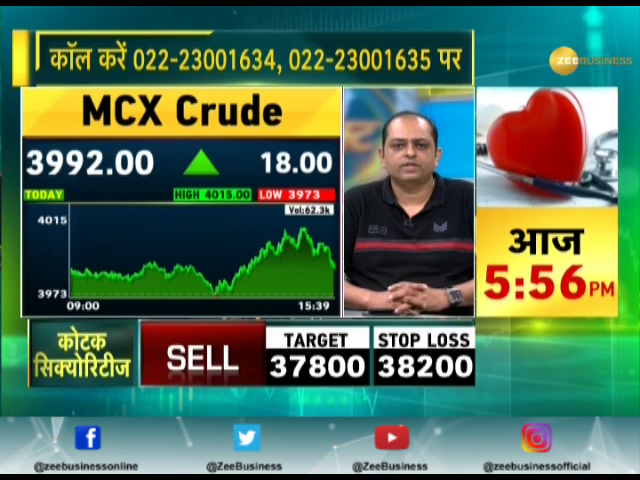 कॉल करें 022-23001634, 022-23001635 पर
ZEEBUSINESS
MCX Crude
3992.00 18.00
TODAY HIGH 4015.00 LOW 3973
Vol:62.3k
4015
3973
09:00 15:39
आज
5:56 PM
कोटक
सिक्योरिटीज
SELL
TARGET
37800
STOP LOSS
38200
@zeebusinessonline @ZeeBusiness @ZeeBusiness @zeebusinessofficial